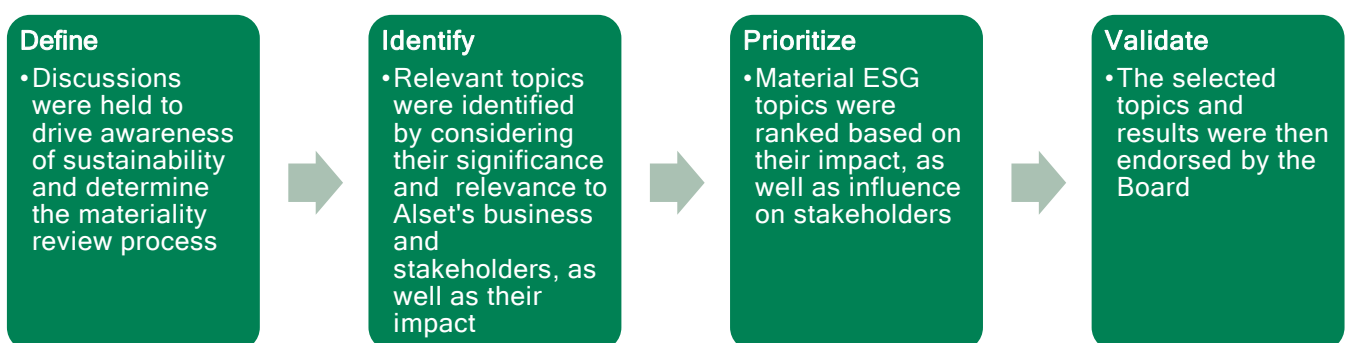 Define
•Discussions
were held to
drive awareness
of sustainability
and determine
the materiality
review process
Identify
•Relevant topics
were identified
by considering
their significance
and relevance to
Alset's business
and
stakeholders, as
well as their
impact
Prioritize
•Material ESG
topics were
ranked based on
their impact, as
well as influence
on stakeholders
Validate
•The selected
topics and
results were then
endorsed by the
Board